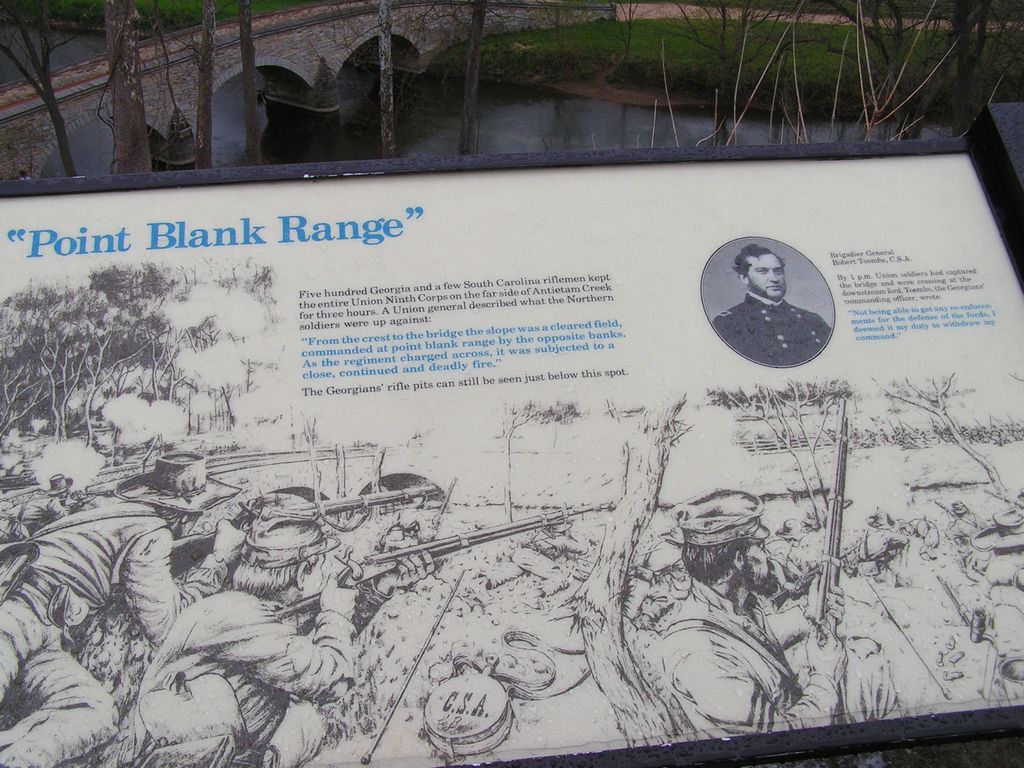 "Point Blank Range"
Five hundred Georgia and a few South Carolina riflemen kept
the entire Union Ninth Corps on the far side of Antietam Creek
for three hours. A Union general described what the Northern
soldiers were up against:
"From the crest to the bridge the slope was a cleared field,
commanded at point blank range by the opposite banks.
As the regiment charged across, it was subjected to a
close, continued and deadly fire."
The Georgians' rifle pits can still be seen just below this spot.
Brigadier General
Robert Toombs, C.S.A.
By 1 p.m. Union soldiers had captured
the bridge and were crossing at the
downstream ford. Toombs, the Georgians'
commanding officer, wrote:
"Not being able to get any re-enforce-
ments for the defense of the fords, I
deemed it my duty to withdraw my
command."
C.S.A.